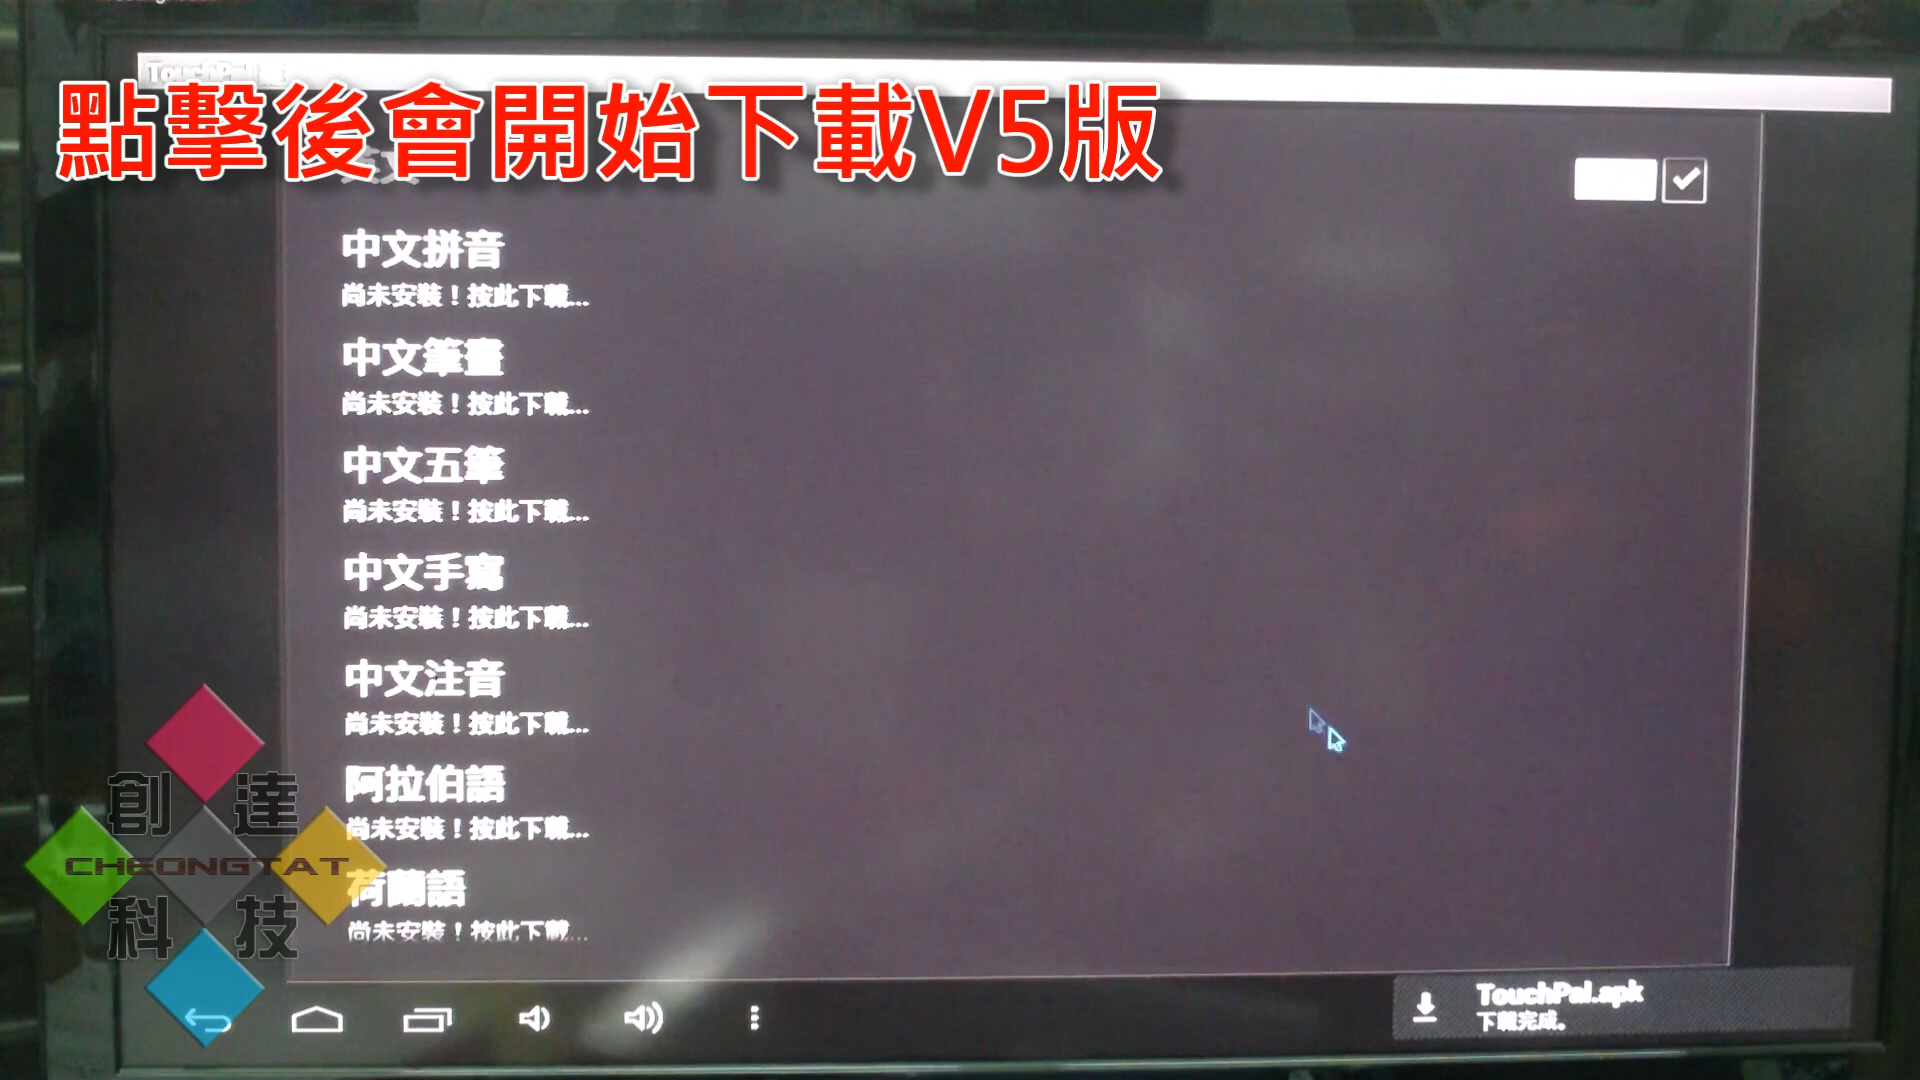 點擊後會開始下載V5版
中文拼音
尚未安裝！按此下載...
中文筆畫
尚未安裝！按此下載...
中文五筆
尚未安裝！按此下載...
中文手寫
尚未安裝！按此下載...
中文注音
尚未安裝！按此下載...
阿拉伯語
尚未安裝！按此下載...
荷蘭語
尚未安裝！按此下載...
創達
CHEONGTAT
科技
TouchPal.apk
下載完成。